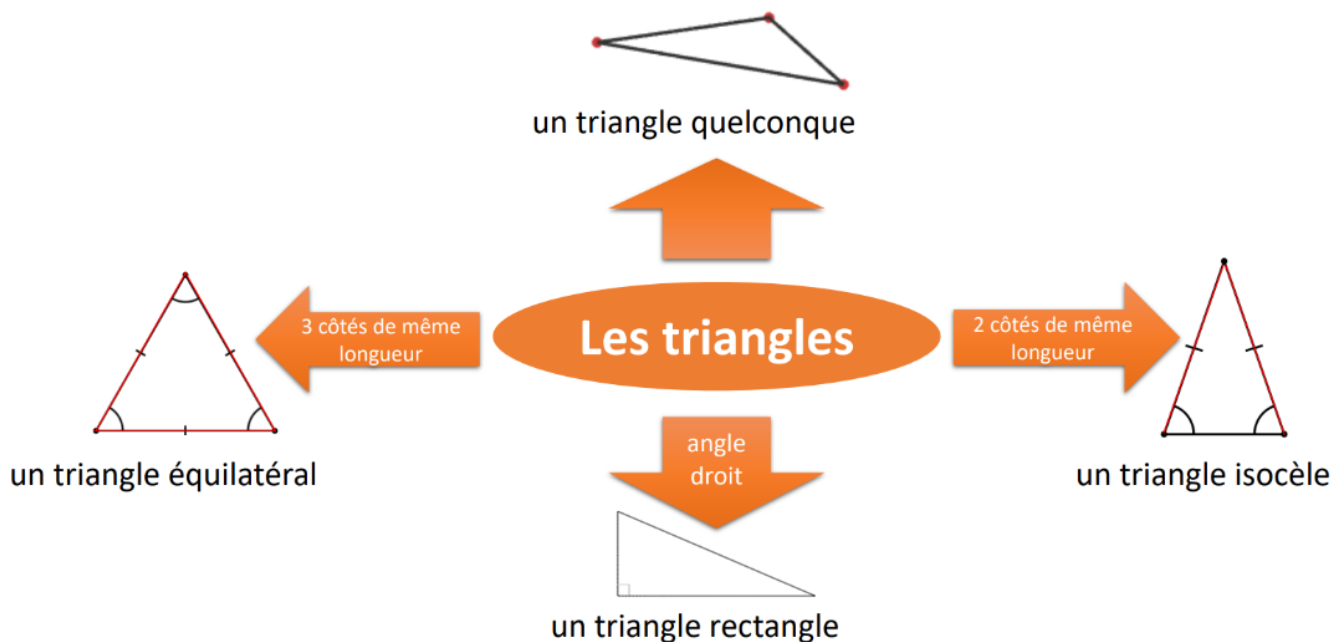 un triangle quelconque
3 côtés de même
longueur
Les triangles
2 côtés de même
longueur
un triangle équilatéral
angle
droit
un triangle isocèle
un triangle rectangle